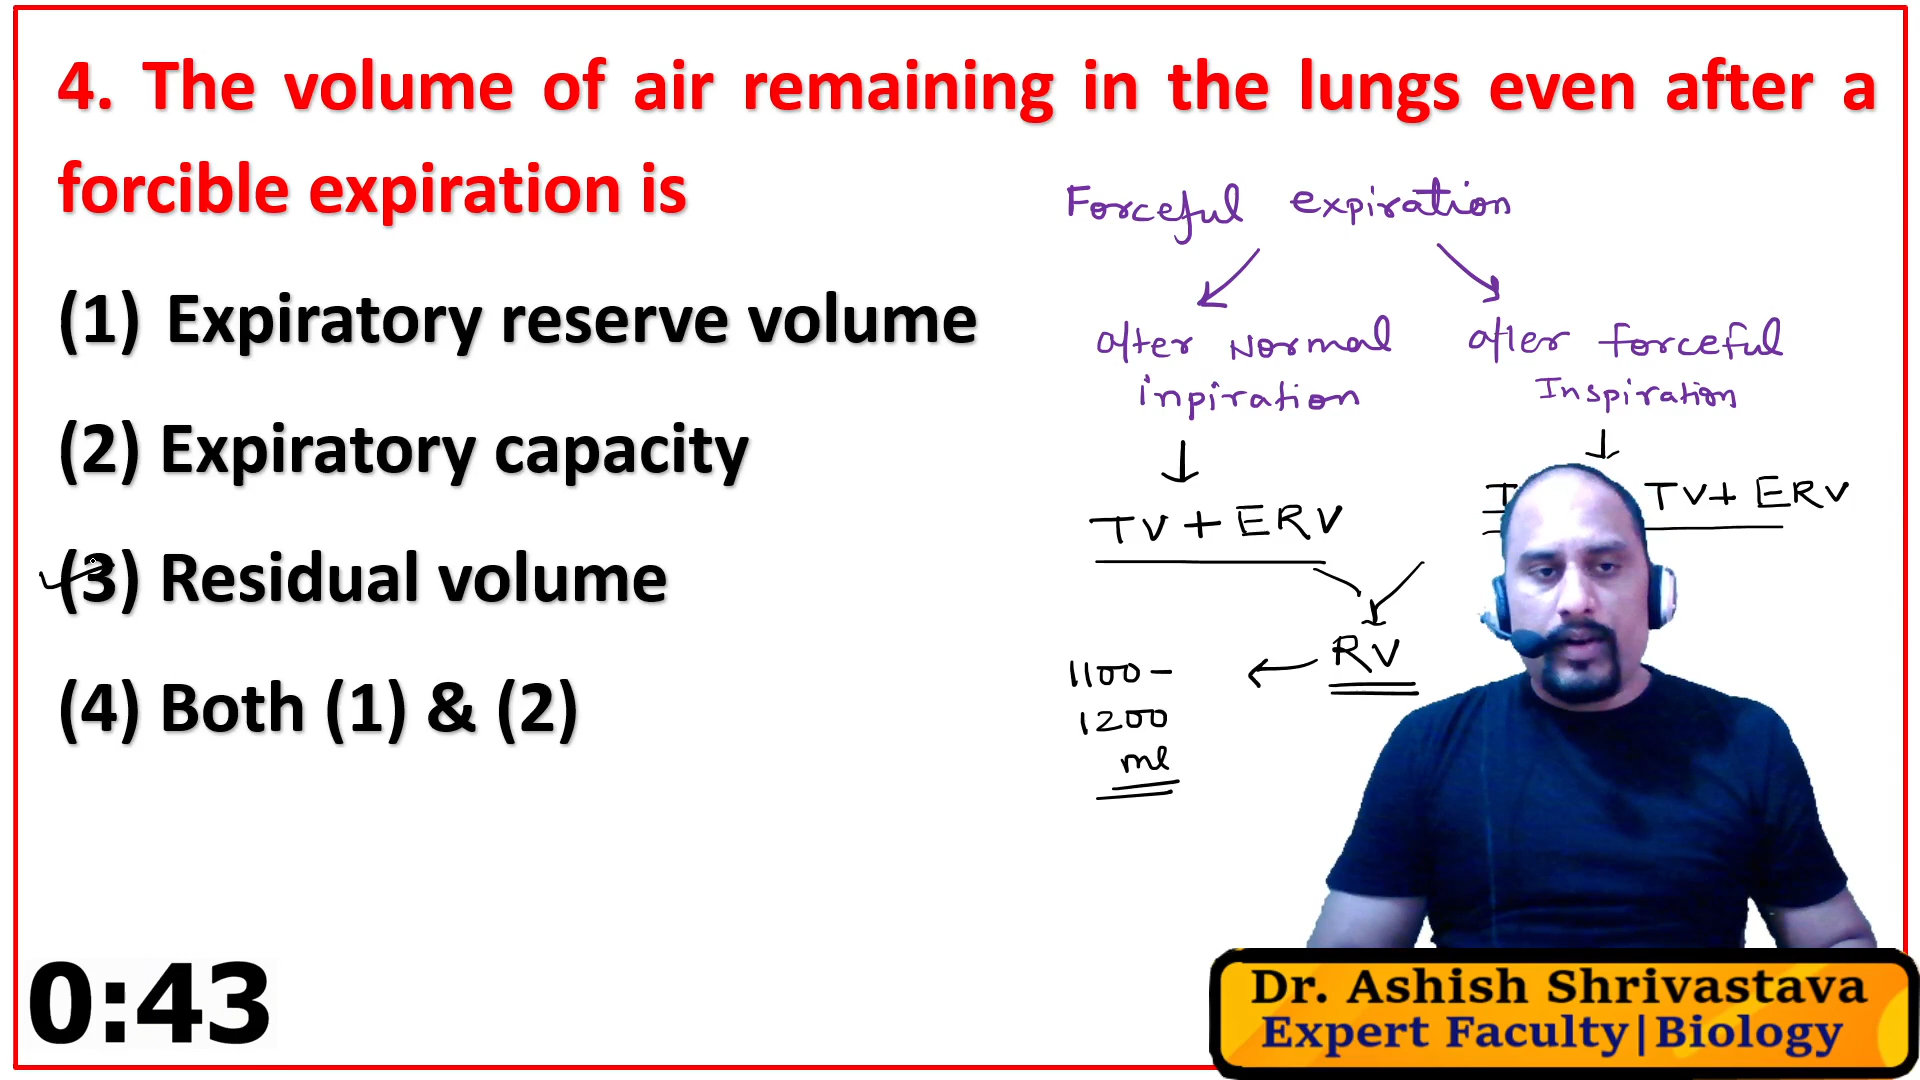 4. The volume of air remaining in the lungs even after a
forcible expiration is
(1) Expiratory reserve volume
(2) Expiratory capacity
(3) Residual volume
(4) Both (1) & (2)
Forceful expiration
after Normal
inpiration
after forceful
Inspiration
TV + ERV
TV+ ERV
RV
1100 -
1200
ml
0:43
Dr. Ashish Shrivastava
Expert Faculty|Biology